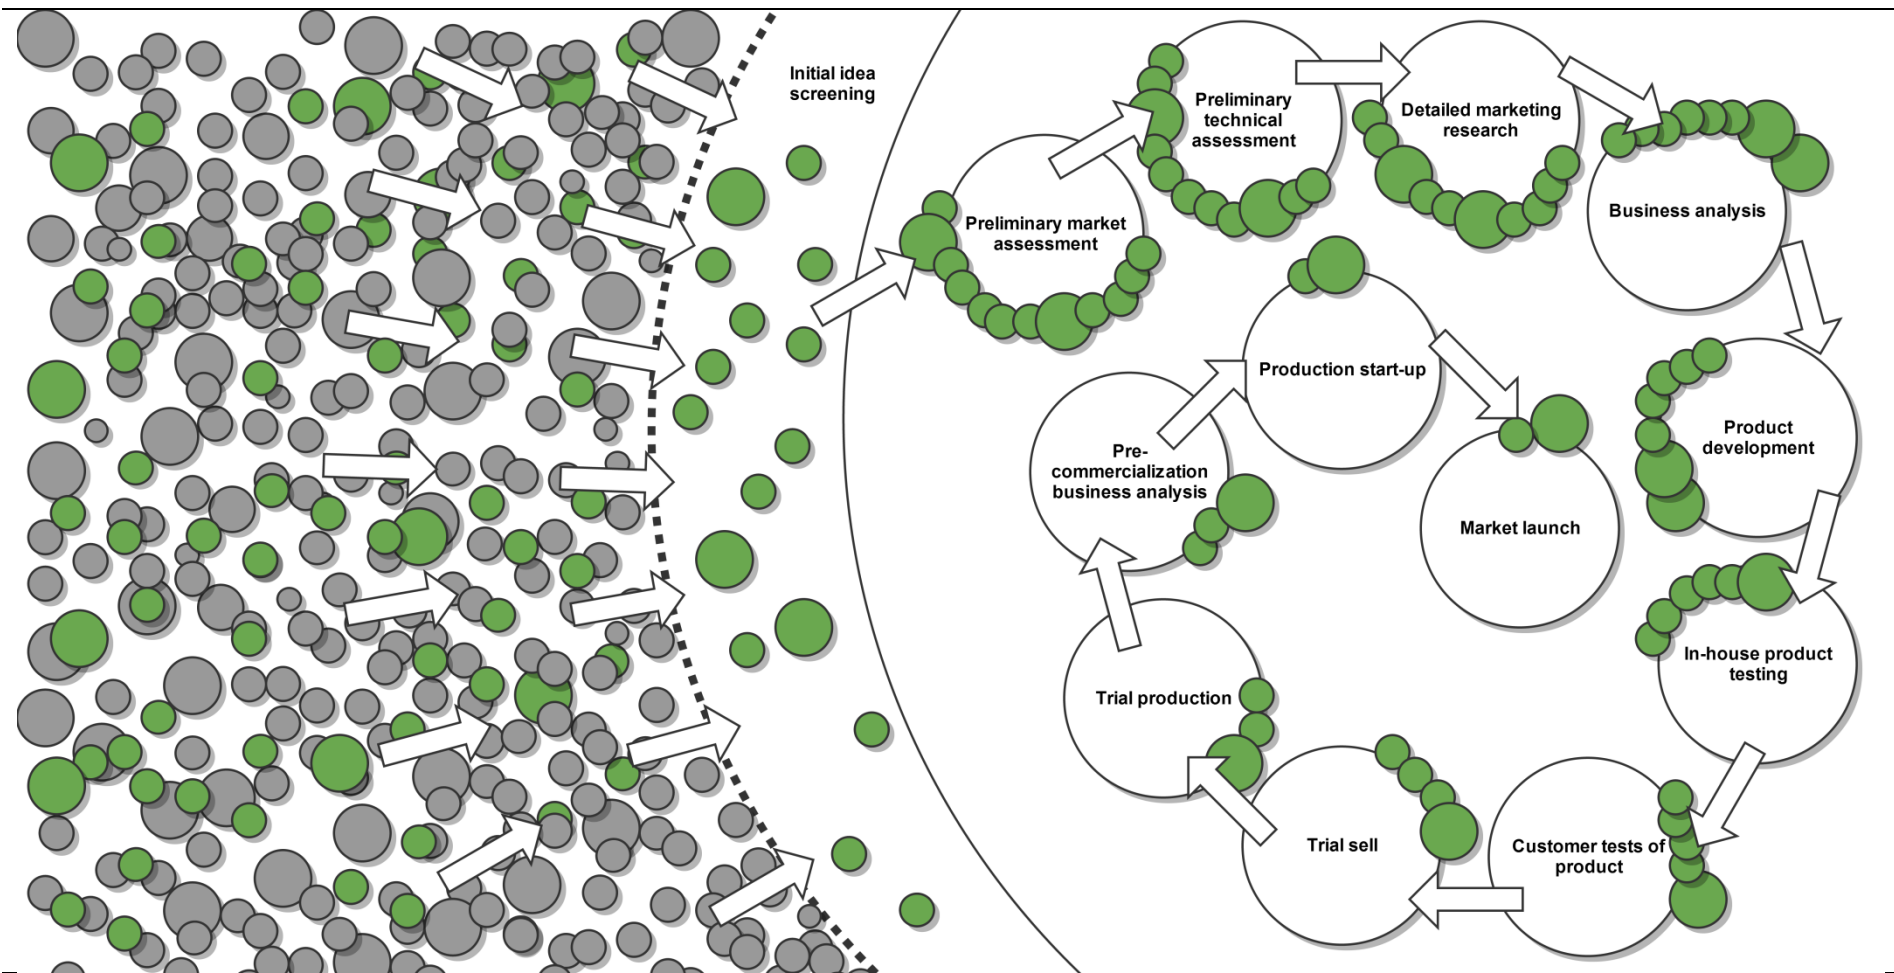 Initial idea
screening
Preliminary market
assessment
Preliminary
technical
assessment
Detailed marketing
research
Business analysis
Product
development
In-house product
testing
Customer tests of
product
Trial sell
Trial production
Pre-
commercialization
business analysis
Production start-up
Market launch